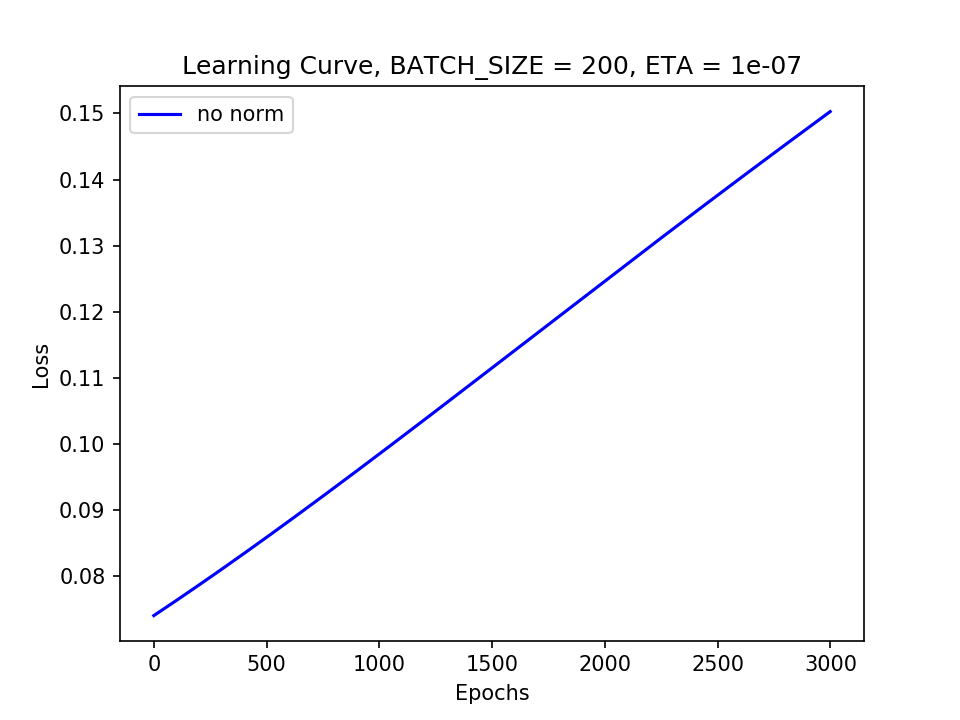 Learning Curve, BATCH_SIZE = 200, ETA = 1e-07
no norm
0.15
0.14
0.13
0.12
0.11
0.10
0.09
0.08
Loss
0 500 1000 1500 2000 2500 3000
Epochs